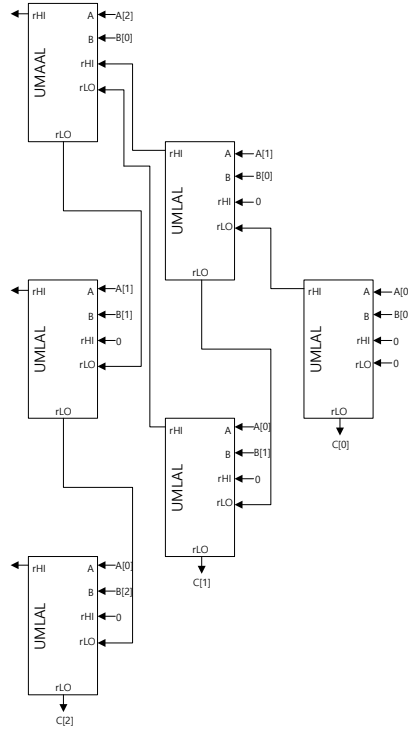 rHI
A
A[2]
B
B[0]
rHI
rLO
UMAAL
rLO
rHI
A
A[1]
B
B[0]
rHI
0
rLO
UMLAL
rLO
rHI
A
A[1]
B
B[1]
rHI
0
rLO
UMLAL
rLO
rHI
A
A[0
B
B[0
rHI
0
rLO
0
UMLAL
rLO
C[0]
rHI
A
A[0]
B
B[1]
rHI
0
rLO
UMLAL
rLO
C[1]
rHI
A
A[0]
B
B[2]
rHI
0
rLO
UMLAL
rLO
C[2]